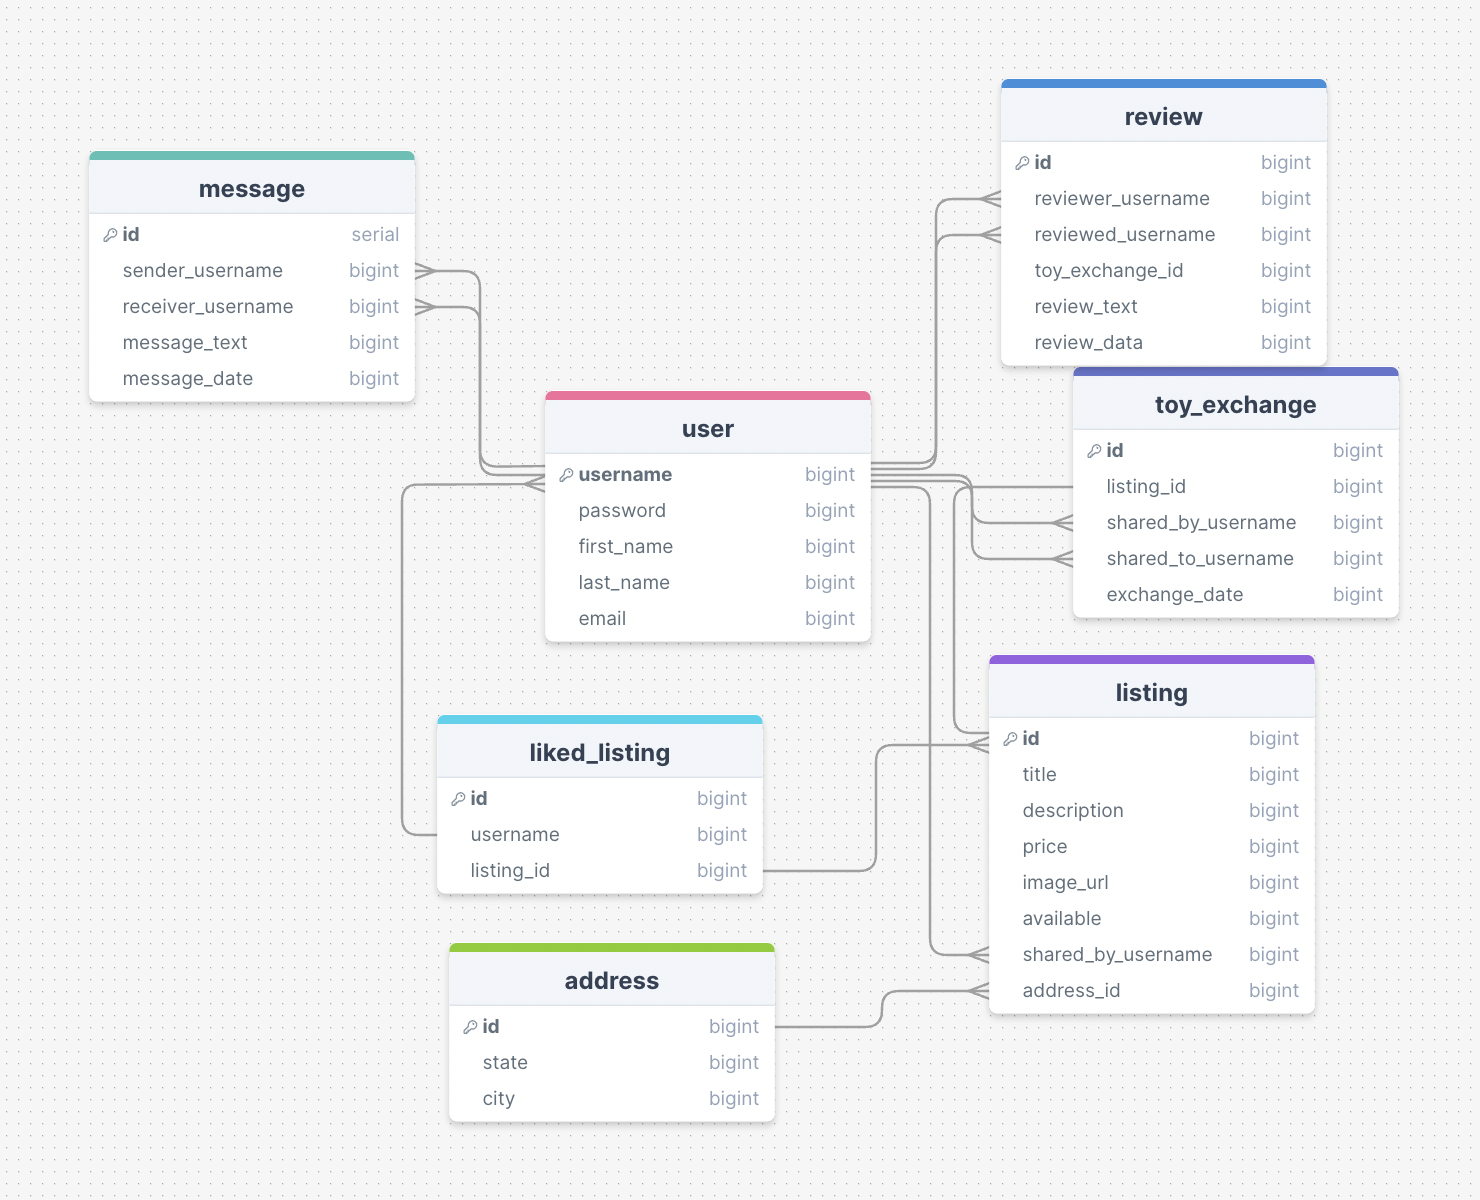 message
id serial
sender_username bigint
receiver_username bigint
message_text bigint
message_date bigint
review
id bigint
reviewer_username bigint
reviewed_username bigint
toy_exchange_id bigint
review_text bigint
review_data bigint
user
username bigint
password bigint
first_name bigint
last_name bigint
email bigint
toy_exchange
id bigint
listing_id bigint
shared_by_username bigint
shared_to_username bigint
exchange_date bigint
liked_listing
id bigint
username bigint
listing_id bigint
listing
id bigint
title bigint
description bigint
price bigint
image_url bigint
available bigint
shared_by_username bigint
address_id bigint
address
id bigint
state bigint
city bigint